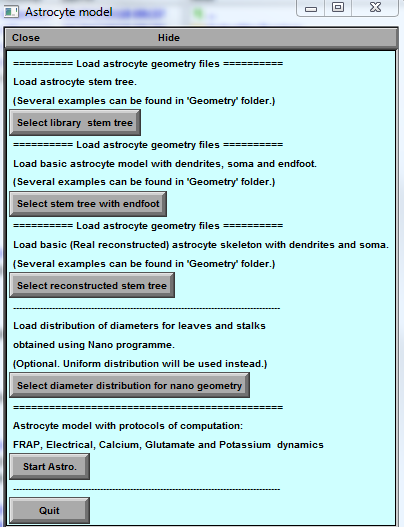 Astrocyte model
Close Hide
========== Load astrocyte geometry files ==========
Load astrocyte stem tree.
(Several examples can be found in 'Geometry' folder.)
Select library  stem tree
========== Load astrocyte geometry files ==========
Load basic astrocyte model with dendrites, soma and endfoot.
(Several examples can be found in 'Geometry' folder.)
Select stem tree with endfoot
========== Load astrocyte geometry files ==========
Load basic (Real reconstructed) astrocyte skeleton with dendrites and soma.
(Several examples can be found in 'Geometry' folder.)
Select reconstructed stem tree
-----------------------------------------------------------------------------------------
Load distribution of diameters for leaves and stalks
obtained using Nano programme.
(Optional. Uniform distribution will be used instead.)
Select diameter distribution for nano geometry
=============================================
Astrocyte model with protocols of computation:
FRAP, Electrical, Calcium, Glutamate and Potassium  dynamics
Start Astro.
-----------------------------------------------------------------------------------------
Quit